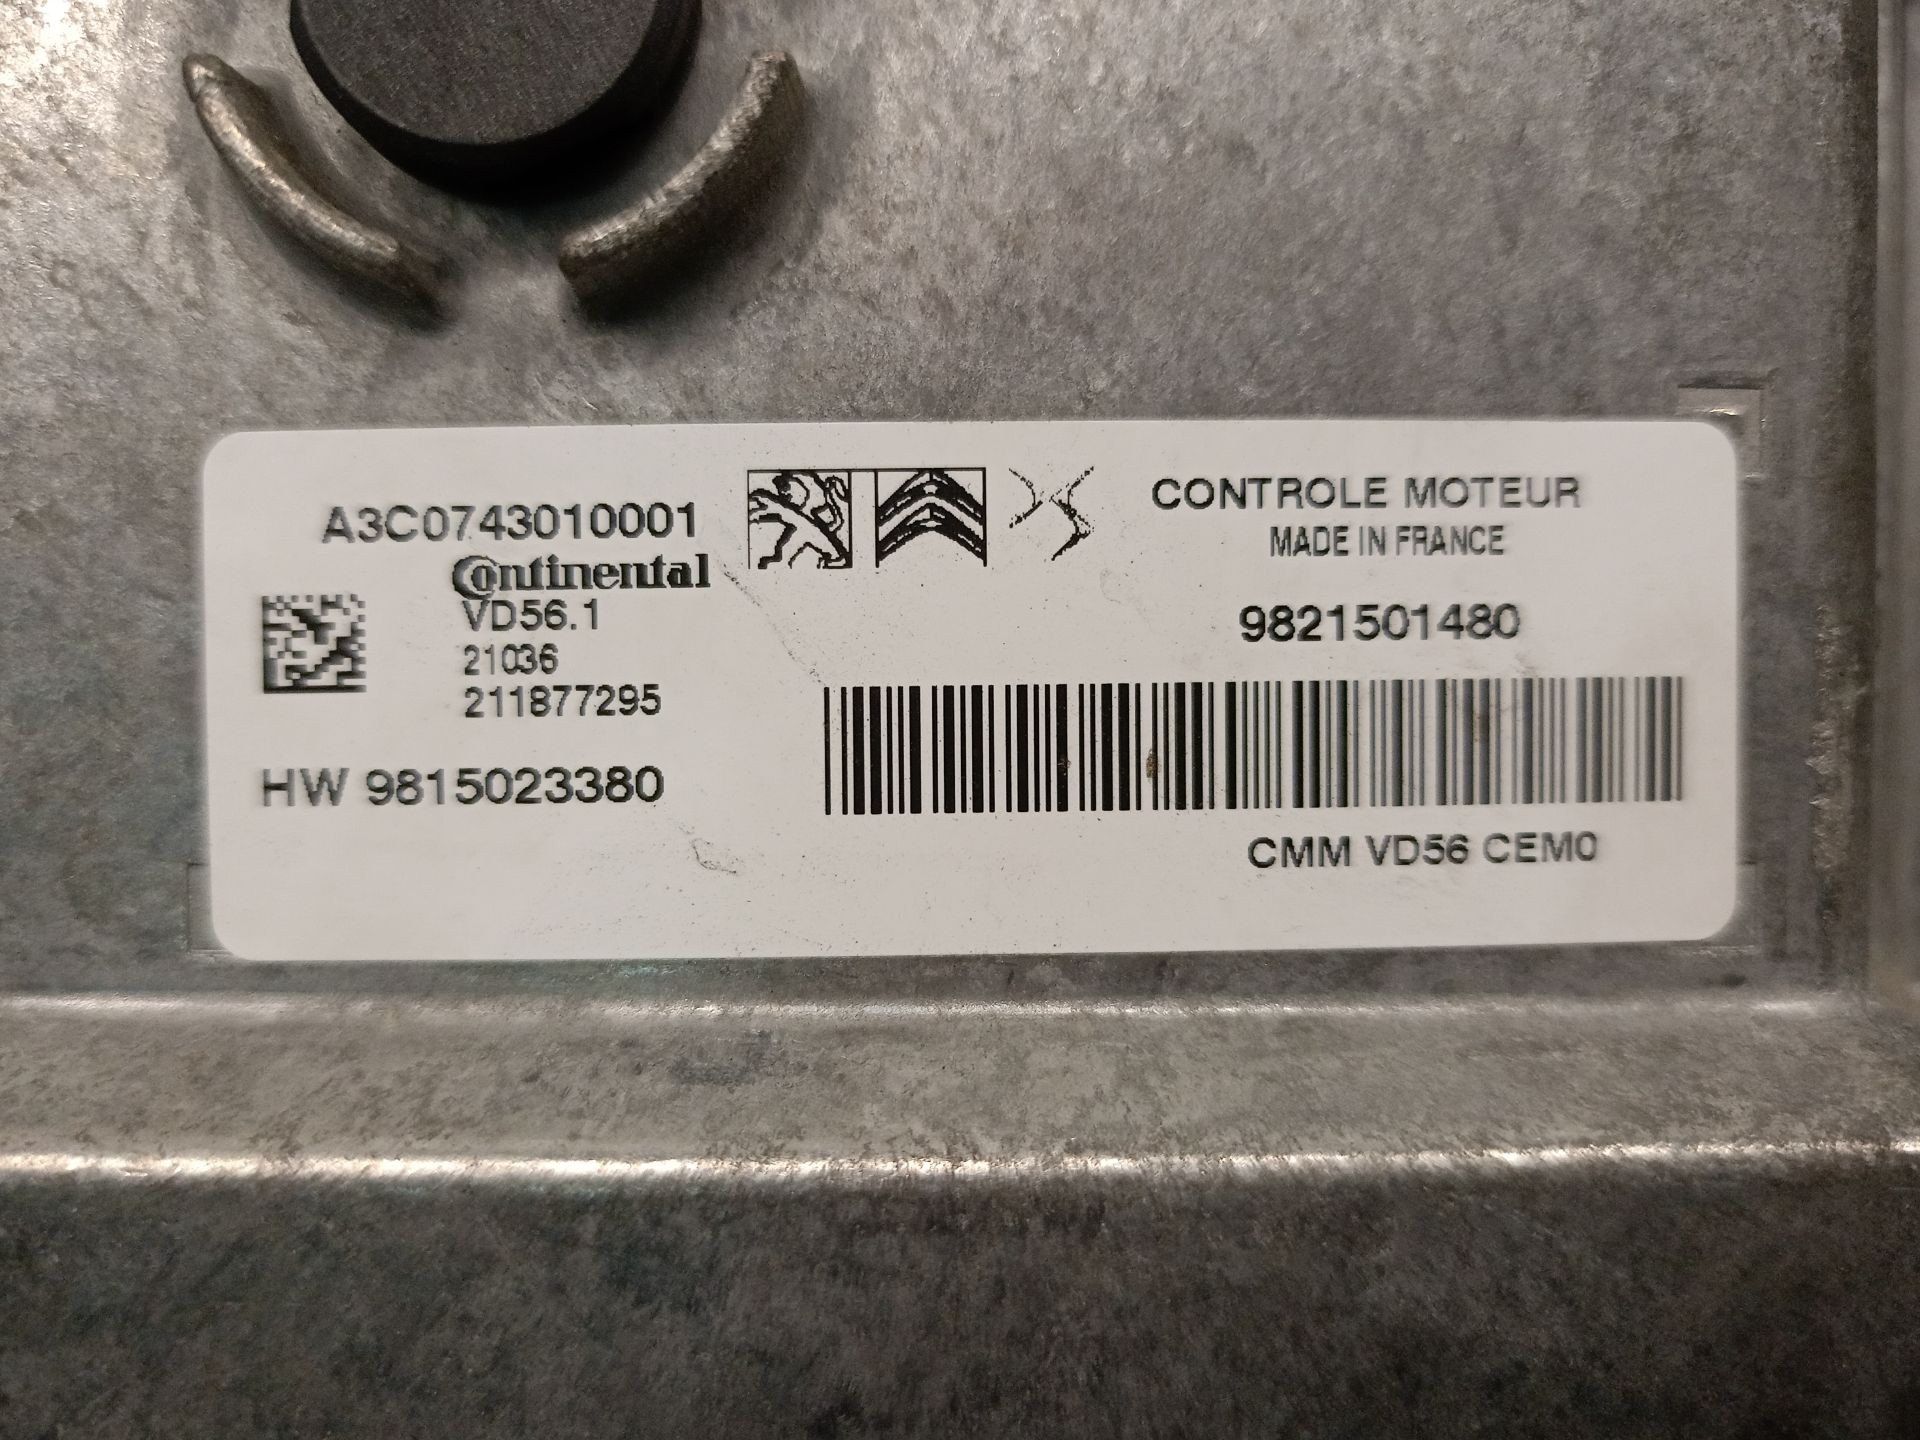 A3C0743010001
Continental
VD56.1
21036
211877295
HW 9815023380
CONTROLE MOTEUR
MADE IN FRANCE
9821501480
CMM VD56 CEM0